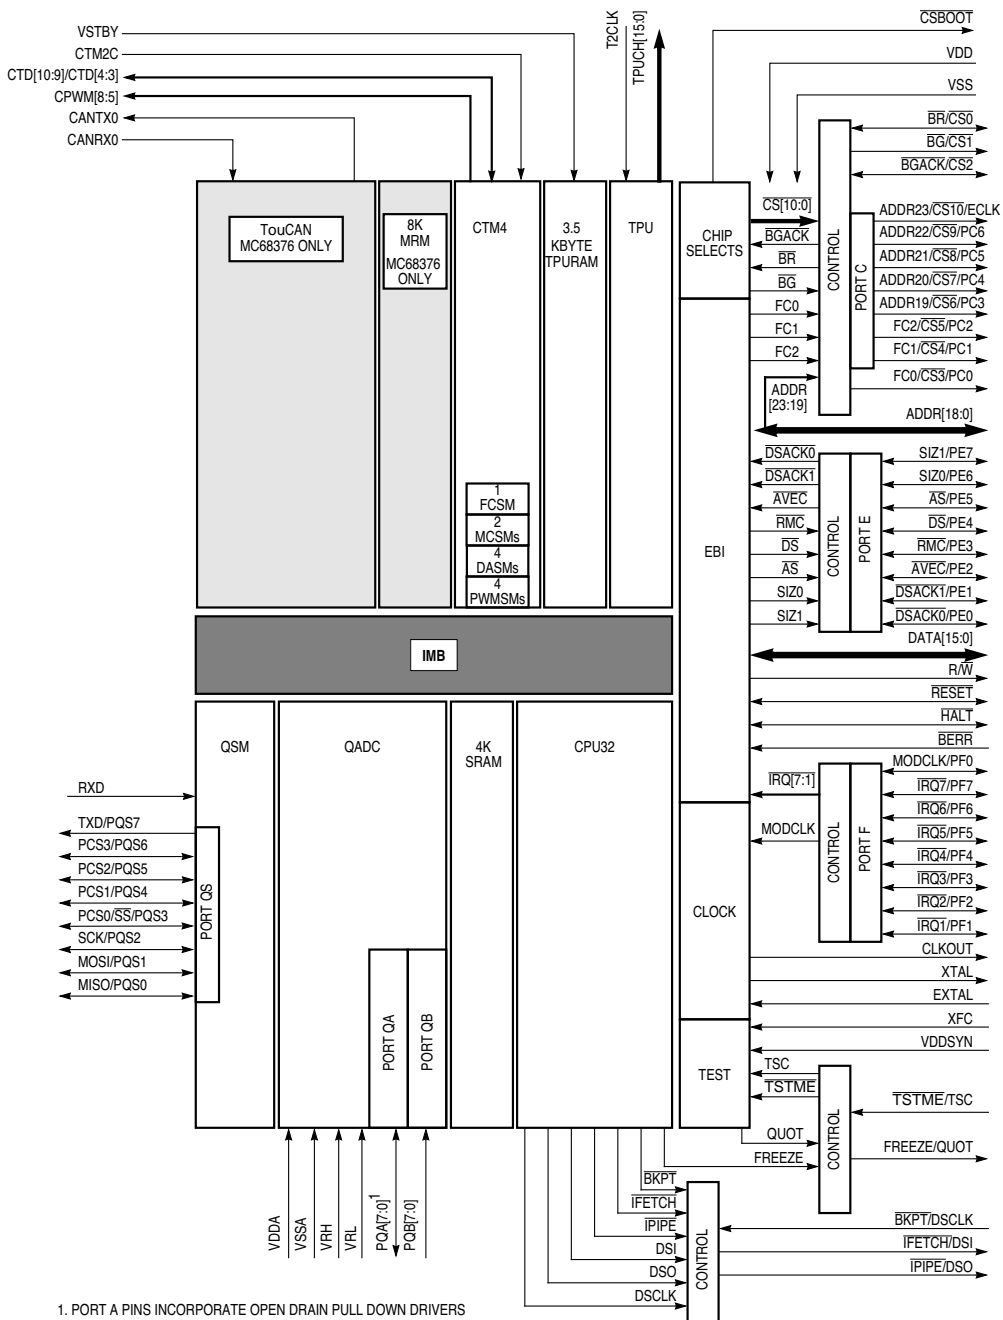 VSTBY
CTM2C
CTD[10:9]/CTD[4:3]
CPWM[8:5]
CANTX0
CANRX0
T2CLK
TPUCH[15:0]
CSBOOT
VDD
VSS
BR/CS0
BG/CS1
BGACK/CS2
ADDR23/CS10/ECLK
ADDR22/CS9/PC6
ADDR21/CS8/PC5
ADDR20/CS7/PC4
ADDR19/CS6/PC3
FC2/CS5/PC2
FC1/CS4/PC1
FC0/CS3/PC0
CONTROL
PORT C
TouCAN
MC68376 ONLY
8K
MRM
MC68376
ONLY
CTM4
3.5
KBYTE
TPURAM
TPU
CHIP
SELECTS
CS[10:0]
BGACK
BR
BG
FC0
FC1
FC2
ADDR
[23:19]
ADDR[18:0]
1
FCSM
2
MCSMs
4
DASMs
4
PWMSMs
EBI
DSACK0
DSACK1
AVEC
RMC
DS
AS
SIZ0
SIZ1
CONTROL
PORT E
SIZ1/PE7
SIZ0/PE6
AS/PE5
DS/PE4
RMC/PE3
AVEC/PE2
DSACK1/PE1
DSACK0/PE0
DATA[15:0]
R/W
RESET
HALT
BERR
IMB
QSM
QADC
4K
SRAM
CPU32
RXD
TXD/PQS7
PCS3/PQS6
PCS2/PQS5
PCS1/PQS4
PCS0/SS/PQS3
SCK/PQS2
MOSI/PQS1
MISO/PQS0
PORT QS
PORT QA
PORT QB
IRQ[7:1]
MODCLK
CONTROL
PORT F
MODCLK/PF0
IRQ7/PF7
IRQ6/PF6
IRQ5/PF5
IRQ4/PF4
IRQ3/PF3
IRQ2/PF2
IRQ1/PF1
CLOCK
CLKOUT
XTAL
EXTAL
XFC
VDDSYN
TEST
TSC
TSTME
QUOT
FREEZE
CONTROL
TSTME/TSC
FREEZE/QUOT
VDDA
VSSA
VRH
VRL
PQA[7:0]1
PQB[7:0]
BKPT
IFETCH
IPIPE
DSI
DSO
DSCLK
CONTROL
BKPT/DSCLK
IFETCH/DSI
IPIPE/DSO
1. PORT A PINS INCORPORATE OPEN DRAIN PULL DOWN DRIVERS